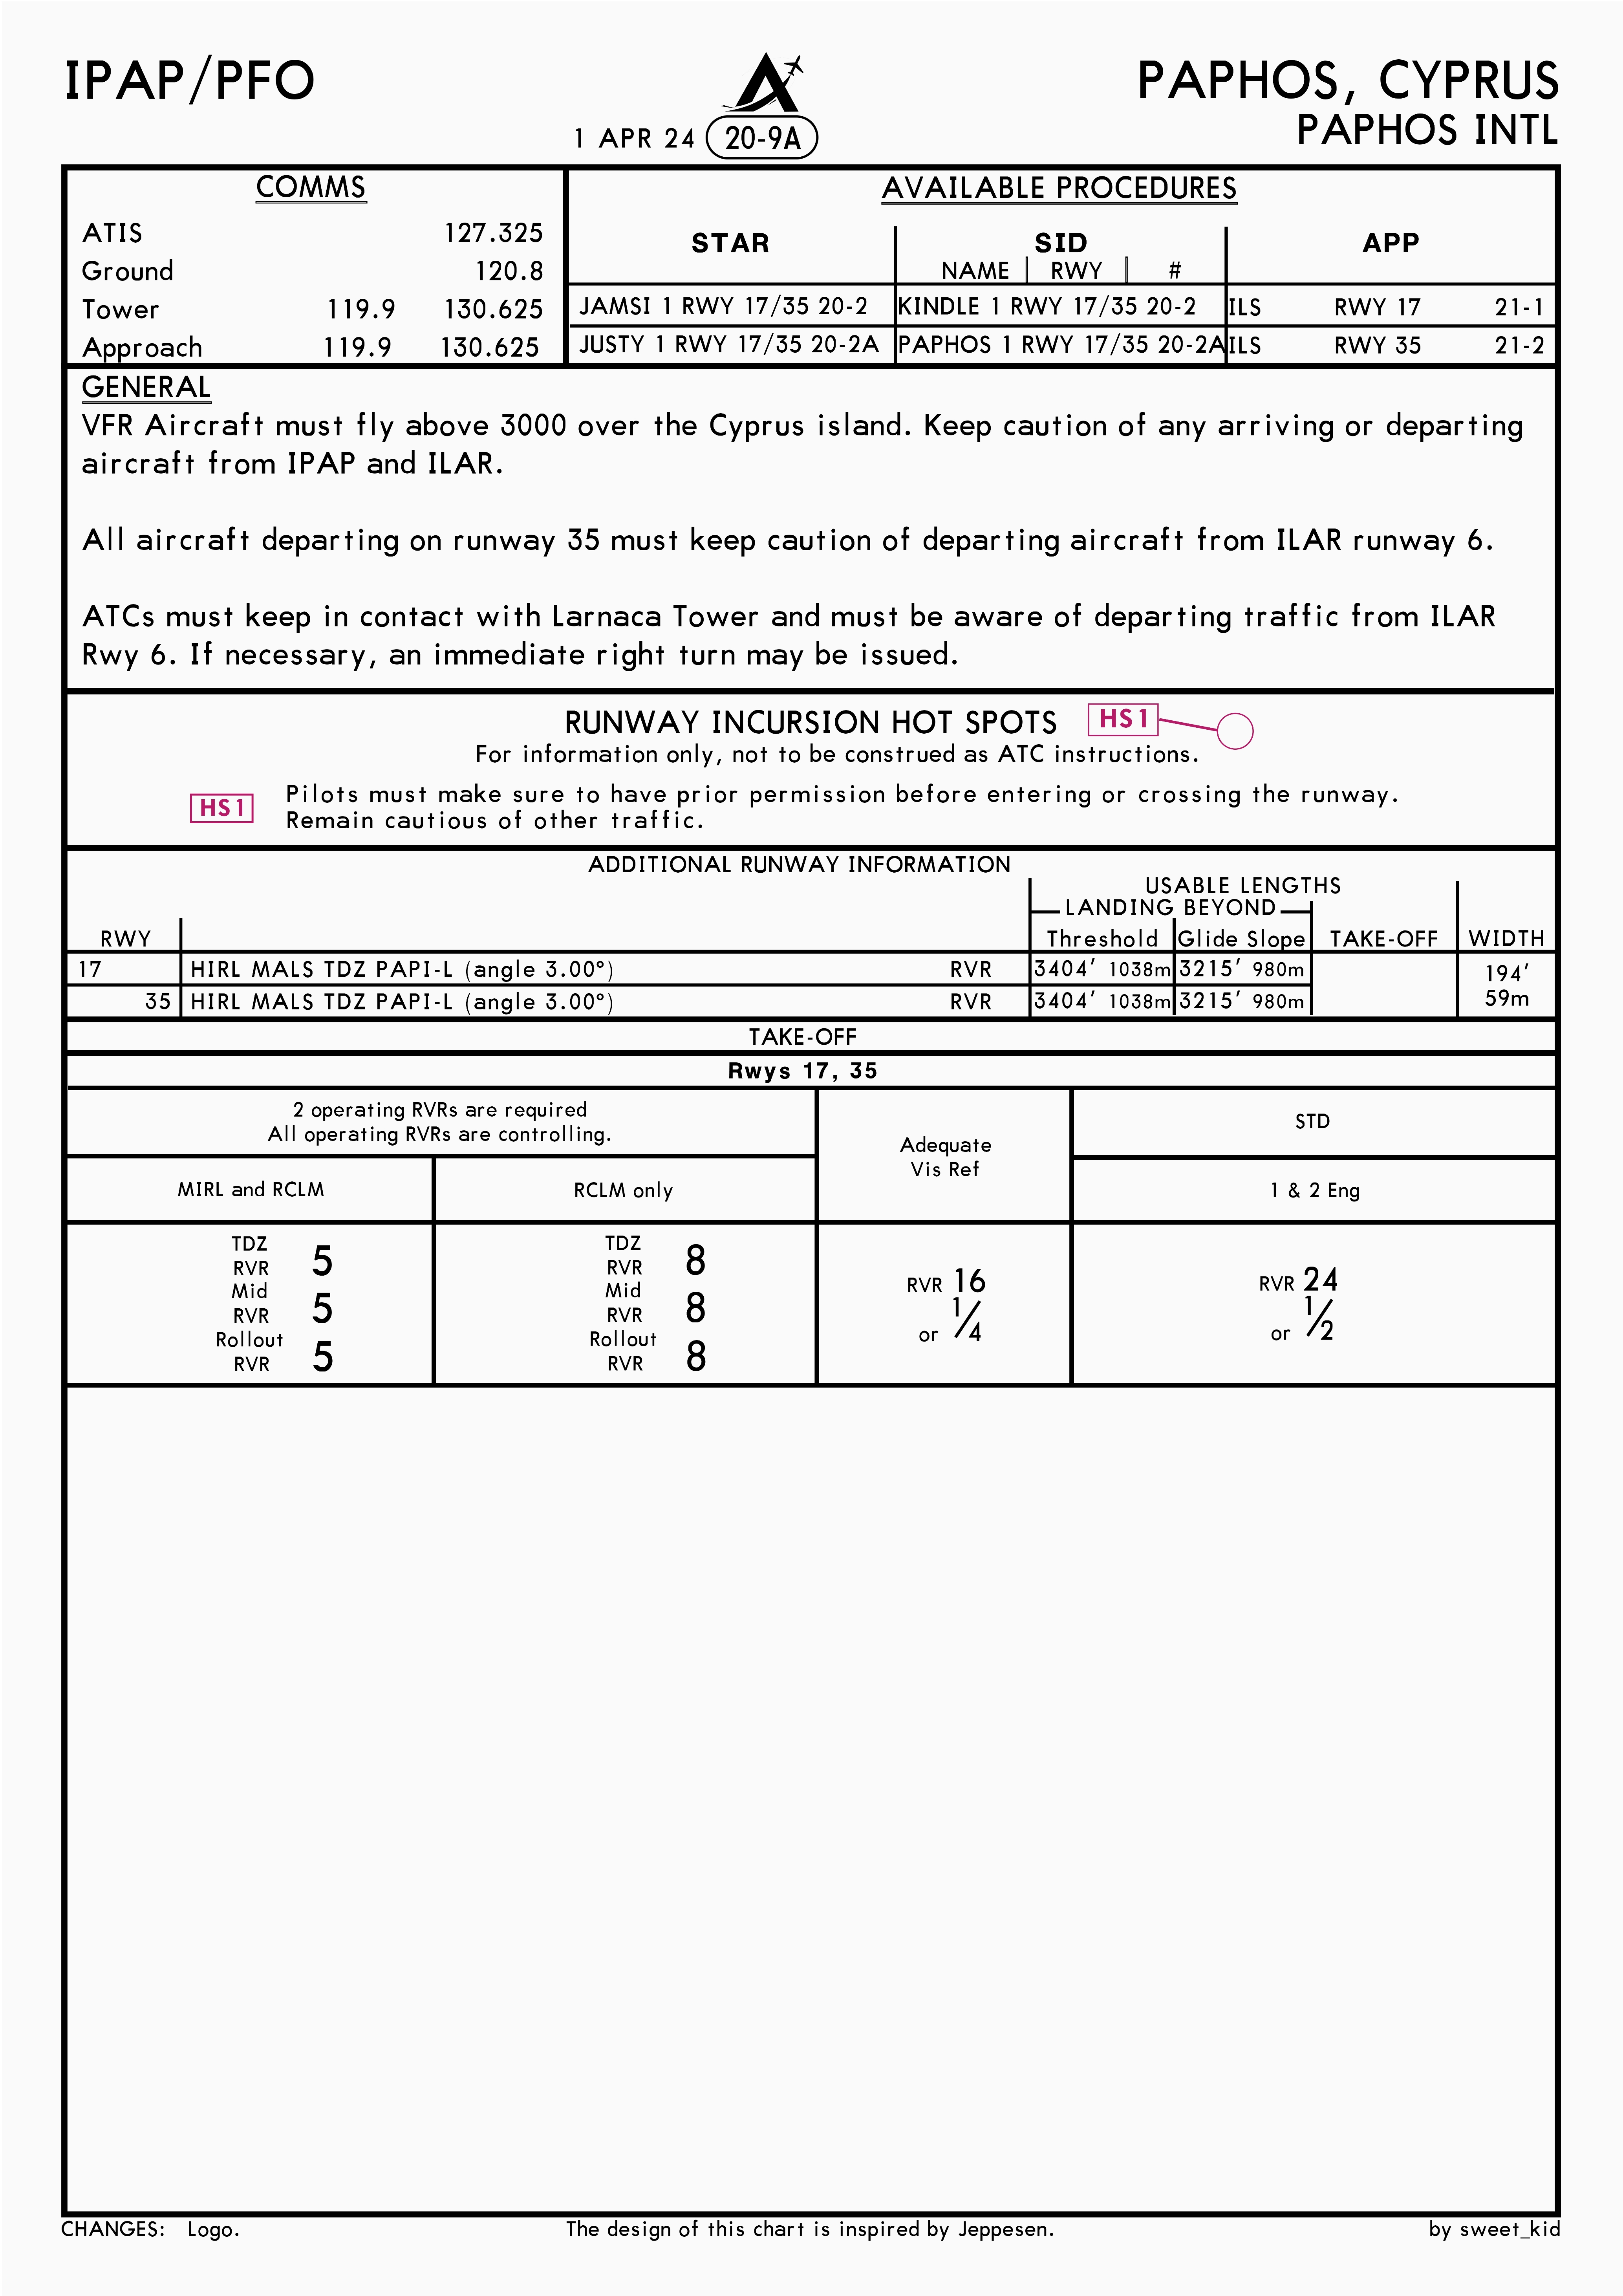 IPAP/PFO
1 APR 24 20-9A
PAPHOS, CYPRUS
PAPHOS INTL
COMMS
ATIS 127.325
Ground 120.8
Tower 119.9 130.625
Approach 119.9 130.625
AVAILABLE PROCEDURES
STAR SID APP
NAME RWY #
JAMSI 1 RWY 17/35 20-2 KINDLE 1 RWY 17/35 20-2 ILS RWY 17 21-1
JUSTY 1 RWY 17/35 20-2A PAPHOS 1 RWY 17/35 20-2A ILS RWY 35 21-2
GENERAL
VFR Aircraft must fly above 3000 over the Cyprus island. Keep caution of any arriving or departing
aircraft from IPAP and ILAR.
All aircraft departing on runway 35 must keep caution of departing aircraft from ILAR runway 6.
ATCs must keep in contact with Larnaca Tower and must be aware of departing traffic from ILAR
Rwy 6. If necessary, an immediate right turn may be issued.
RUNWAY INCURSION HOT SPOTS HS1
For information only, not to be construed as ATC instructions.
HS1 Pilots must make sure to have prior permission before entering or crossing the runway.
Remain cautious of other traffic.
ADDITIONAL RUNWAY INFORMATION
USABLE LENGTHS
LANDING BEYOND
RWY Threshold Glide Slope TAKE-OFF WIDTH
17 HIRL MALS TDZ PAPI-L (angle 3.00°) RVR 3404′ 1038m 3215′ 980m 194′
35 HIRL MALS TDZ PAPI-L (angle 3.00°) RVR 3404′ 1038m 3215′ 980m 59m
TAKE-OFF
Rwys 17, 35
2 operating RVRs are required
All operating RVRs are controlling.
Adequate
Vis Ref
STD
MIRL and RCLM RCLM only 1 & 2 Eng
TDZ
RVR 5
Mid
RVR 5
Rollout
RVR 5
TDZ
RVR 8
Mid
RVR 8
Rollout
RVR 8
RVR 16
or 1/4
RVR 24
or 1/2
CHANGES: Logo. The design of this chart is inspired by Jeppesen. by sweet_kid